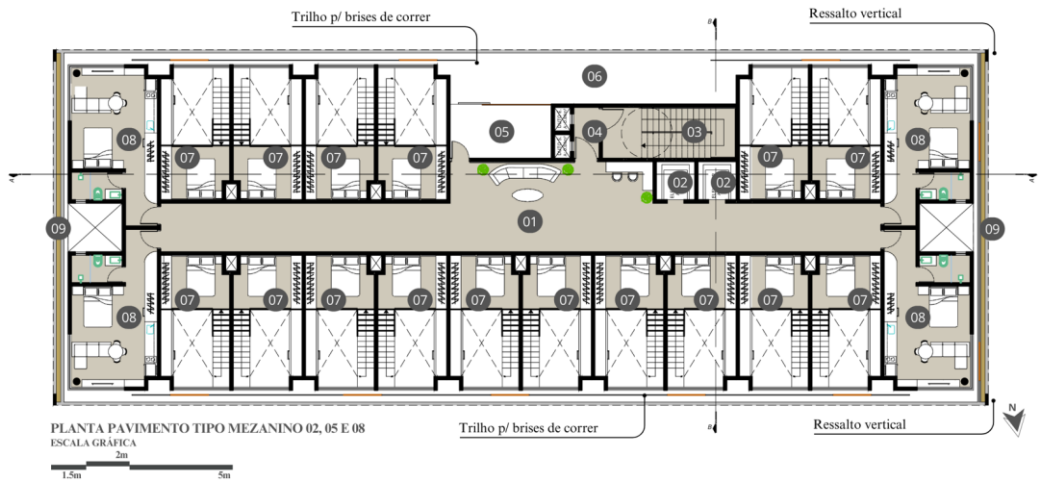 Trilho p/ brises de correr
Ressalto vertical
B
06
08 05 04 03 08
07 07 07 07 07 07
02 02
A A
01
09 09
07 07 07 07 07 07 07 07 07 07
08 08
N
PLANTA PAVIMENTO TIPO MEZANINO 02, 05 E 08
Trilho p/ brises de correr
B
Ressalto vertical
ESCALA GRÁFICA
2m
1.5m 5m